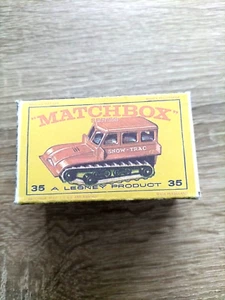 "MATCHBOX"
SNOW-TRAC
35 A LESNEY PRODUCT 35